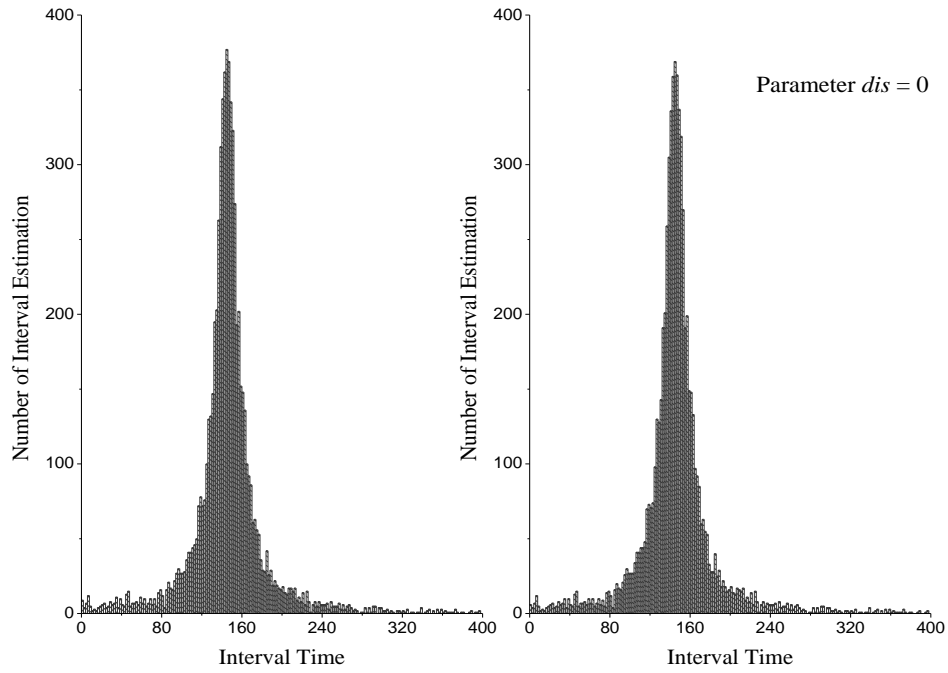 400
300
200
100
0
0 80 160 240 320 400
Number of Interval Estimation
Interval Time
400
300
200
100
0
0 80 160 240 320 400
Number of Interval Estimation
Interval Time
Parameter dis = 0